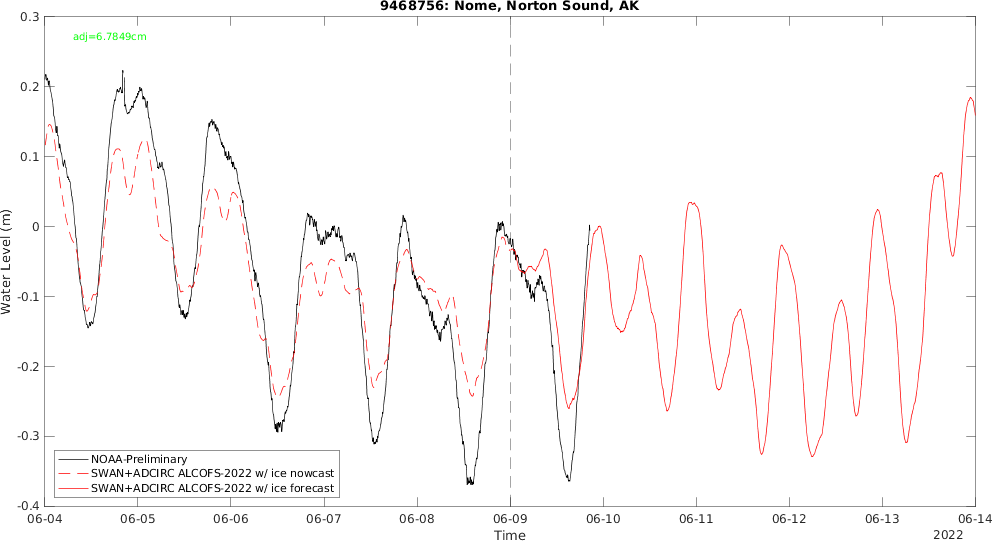 9468756: Nome, Norton Sound, AK
adj=6.7849cm
0.3
0.2
0.1
0
-0.1
-0.2
-0.3
-0.4
Water Level (m)
NOAA-Preliminary
SWAN+ADCIRC ALCOFS-2022 w/ ice nowcast
SWAN+ADCIRC ALCOFS-2022 w/ ice forecast
06-04 06-05 06-06 06-07 06-08 06-09 06-10 06-11 06-12 06-13 06-14
Time
2022